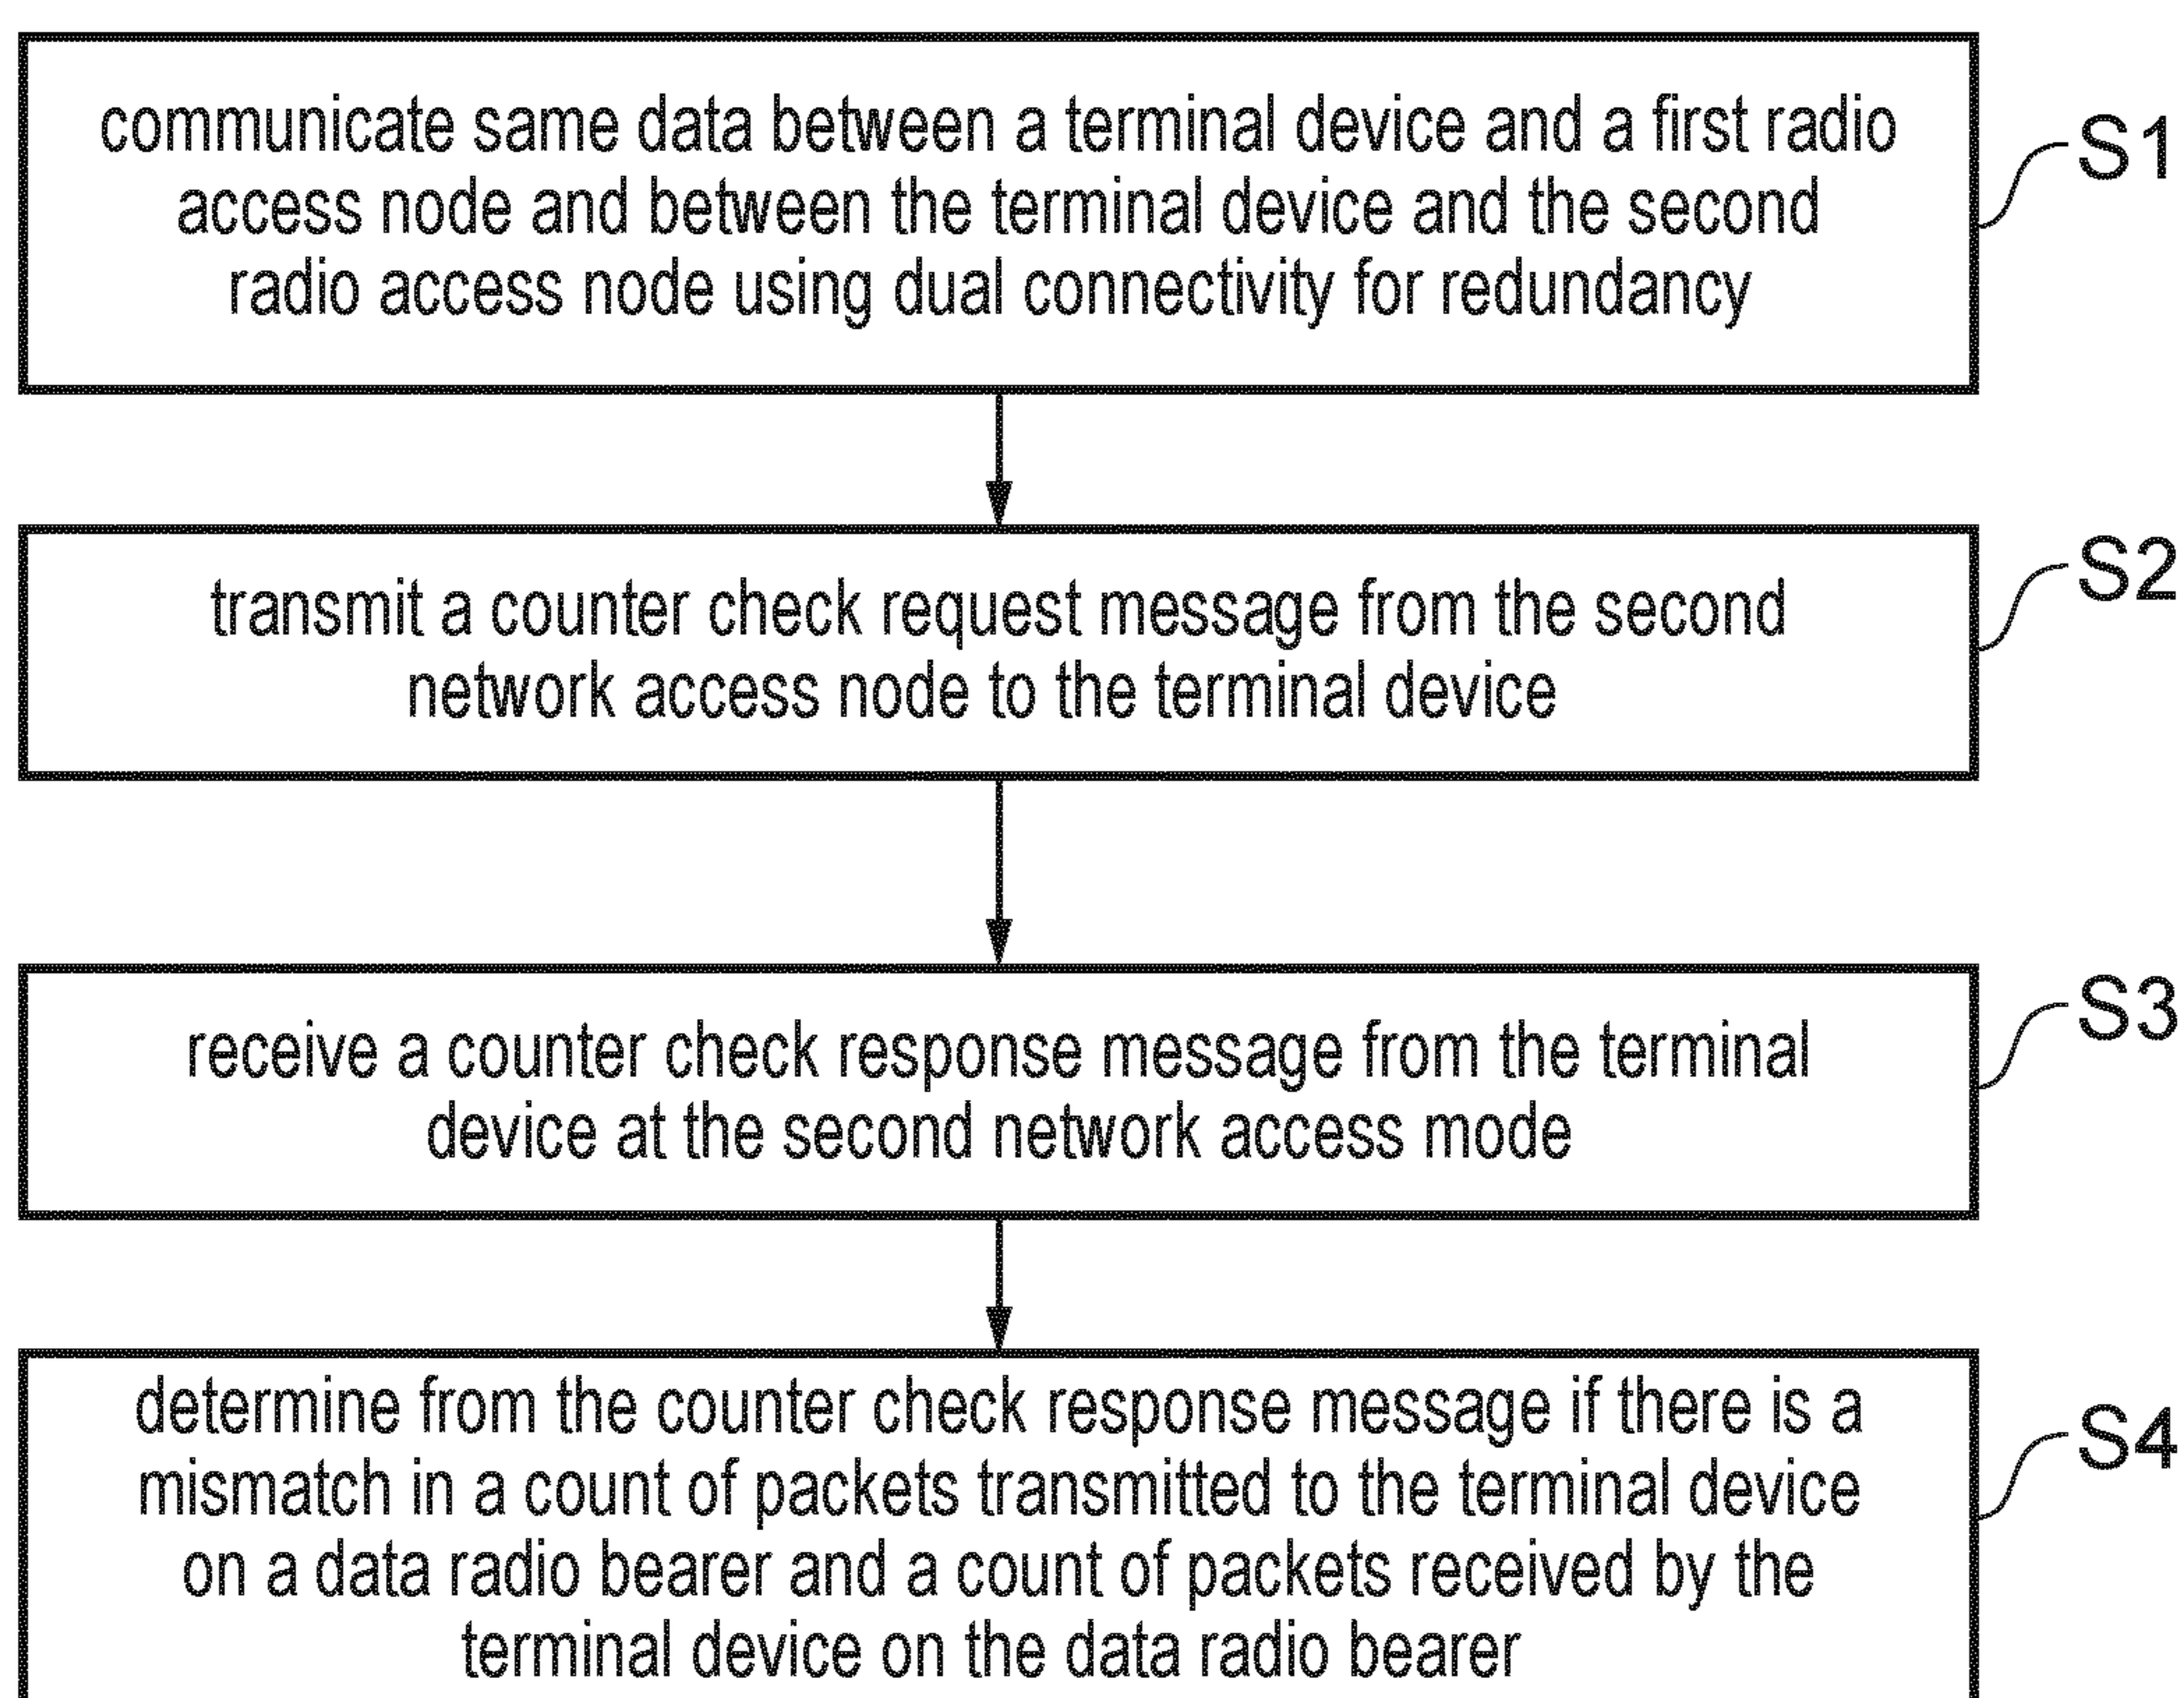 communicate same data between a terminal device and a first radio
access node and between the terminal device and the second
radio access node using dual connectivity for redundancy
S1
transmit a counter check request message from the second
network access node to the terminal device
S2
receive a counter check response message from the terminal
device at the second network access mode
S3
determine from the counter check response message if there is a
mismatch in a count of packets transmitted to the terminal device
on a data radio bearer and a count of packets received by the
terminal device on the data radio bearer
S4